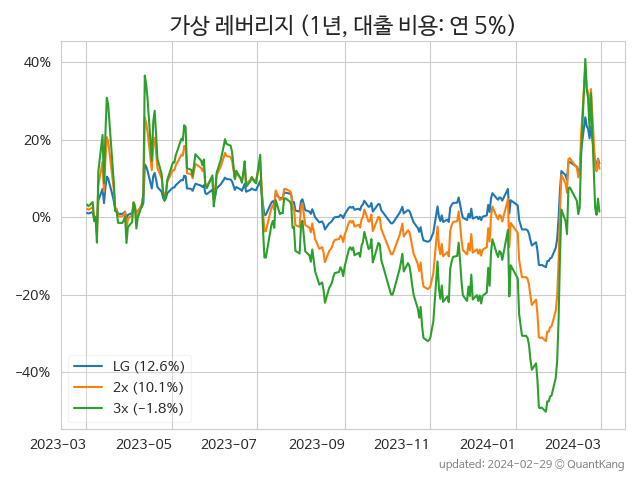 가상 레버리지 (1년, 대출 비용: 연 5%)
40%
20%
0%
−20%
−40%
LG (12.6%)
2x (10.1%)
3x (−1.8%)
2023-03 2023-05 2023-07 2023-09 2023-11 2024-01 2024-03
updated: 2024-02-29 © QuantKang